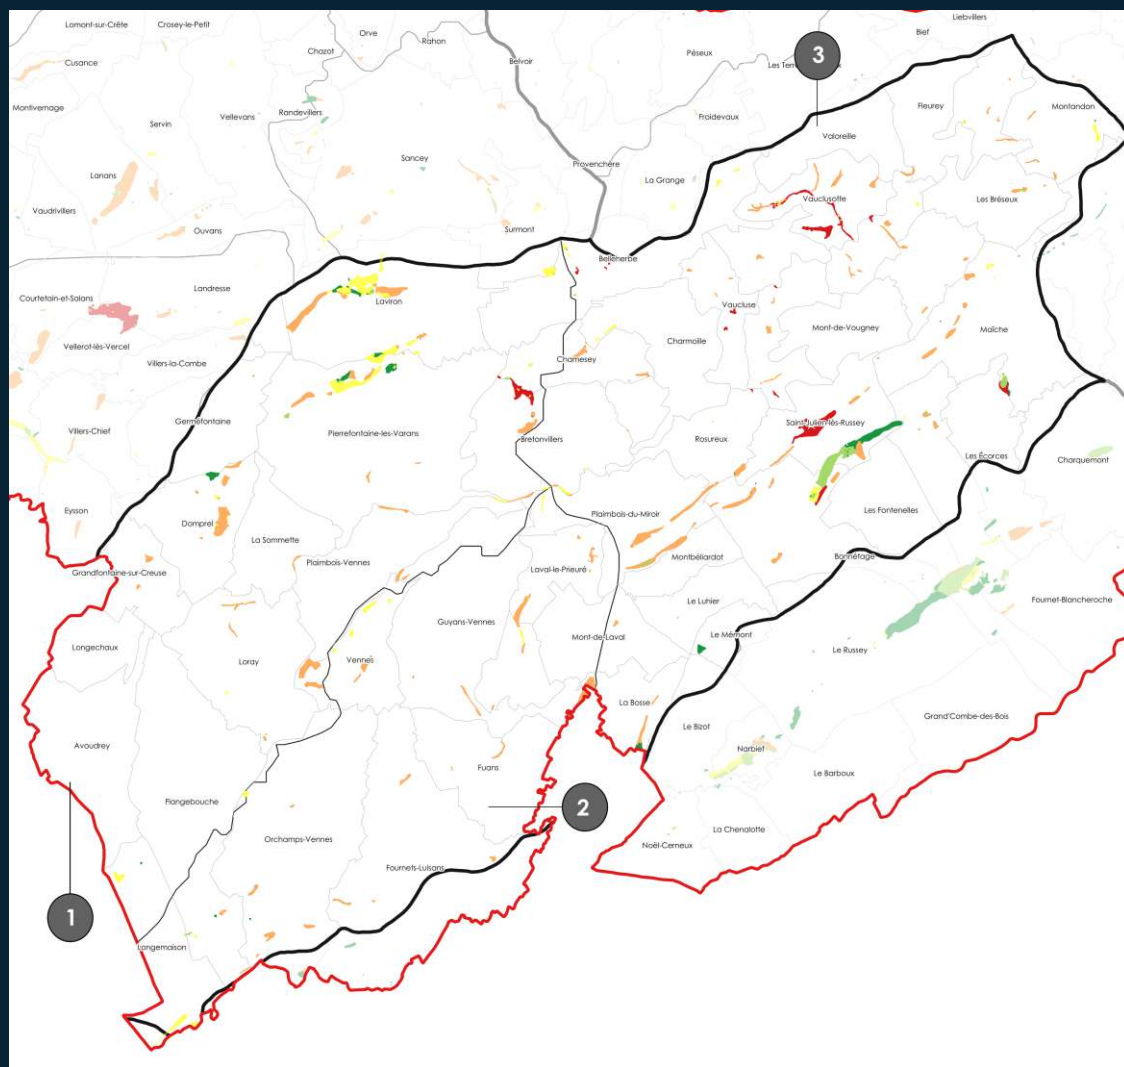 Lomont-sur-Crête
Crosey-le-Petit
Orve
Rahon
Chazot
Belvoir
Cusance
Péseux
Les Terr
3
Bief
Liebvillers
Montivernage
Servin
Vellevans
Randevillers
Froidevaux
Valoreille
Fleurey
Montandon
Sancey
Provenchère
La Grange
Lanans
Vaucluotte
Les Bréseux
Vaudrivillers
Ouvans
Surmont
Belleherbe
Landresse
Courtetain-et-Salans
Laviron
Vaucluse
Mont-de-Vougney
Maîche
Vellerot-lès-Vercel
Villers-la-Combe
Chamesey
Charmoille
Germéfontaine
Villers-Chief
Pierrefontaine-les-Varans
Bretonvillers
Rosureux
Saint-Julien-lès-Russey
Les Écorces
Charquemont
Eysson
Domprel
La Sommette
Plaimbois-du-Miroir
Les Fontenelles
Grandfontaine-sur-Creuse
Plaimbois-Vennes
Laval-le-Prieuré
Montbéliardot
Bonnétage
Le Luhier
Fournet-Blancheroche
Longechaux
Loray
Vennes
Guyans-Vennes
Mont-de-Laval
Le Mémont
Le Russey
La Bosse
Le Bizot
Grand'Combe-des-Bois
Avoudrey
Narbief
Fuans
Le Barboux
Flangebouche
2
Orchamps-Vennes
La Chenalotte
Noël-Cerneux
Fournets-Luisans
1
Longemaison